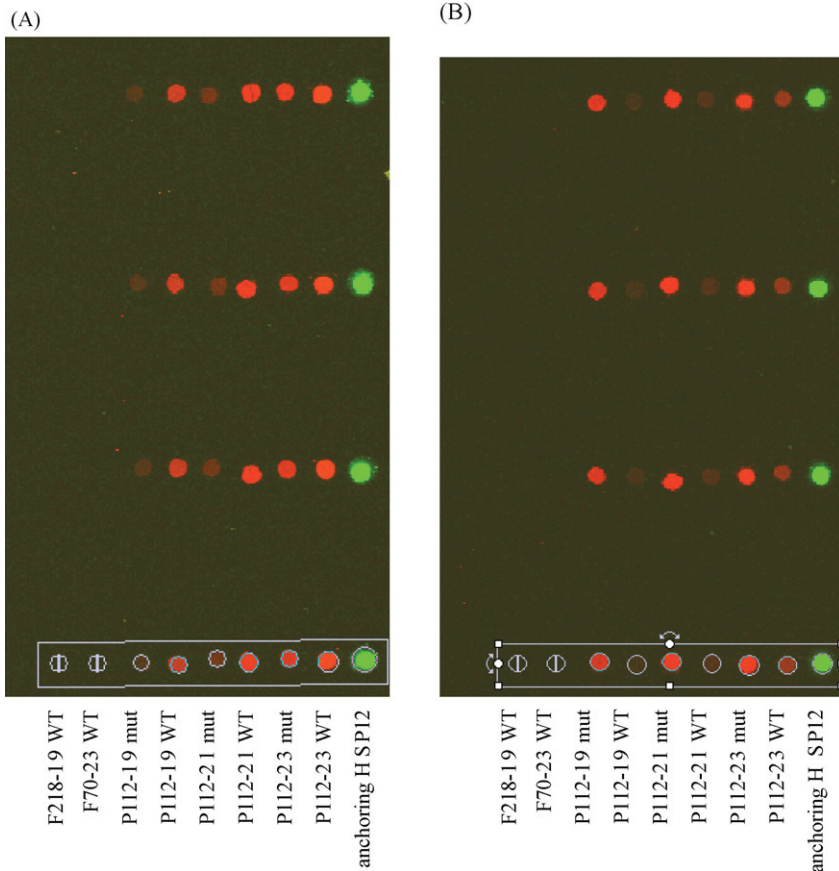 (A)
F218-19 WT
F70-23 WT
P112-19 mut
P112-19 WT
P112-21 mut
P112-21 WT
P112-23 mut
P112-23 WT
anchoring H SP12
(B)
F218-19 WT
F70-23 WT
P112-19 mut
P112-19 WT
P112-21 mut
P112-21 WT
P112-23 mut
P112-23 WT
anchoring H SP12